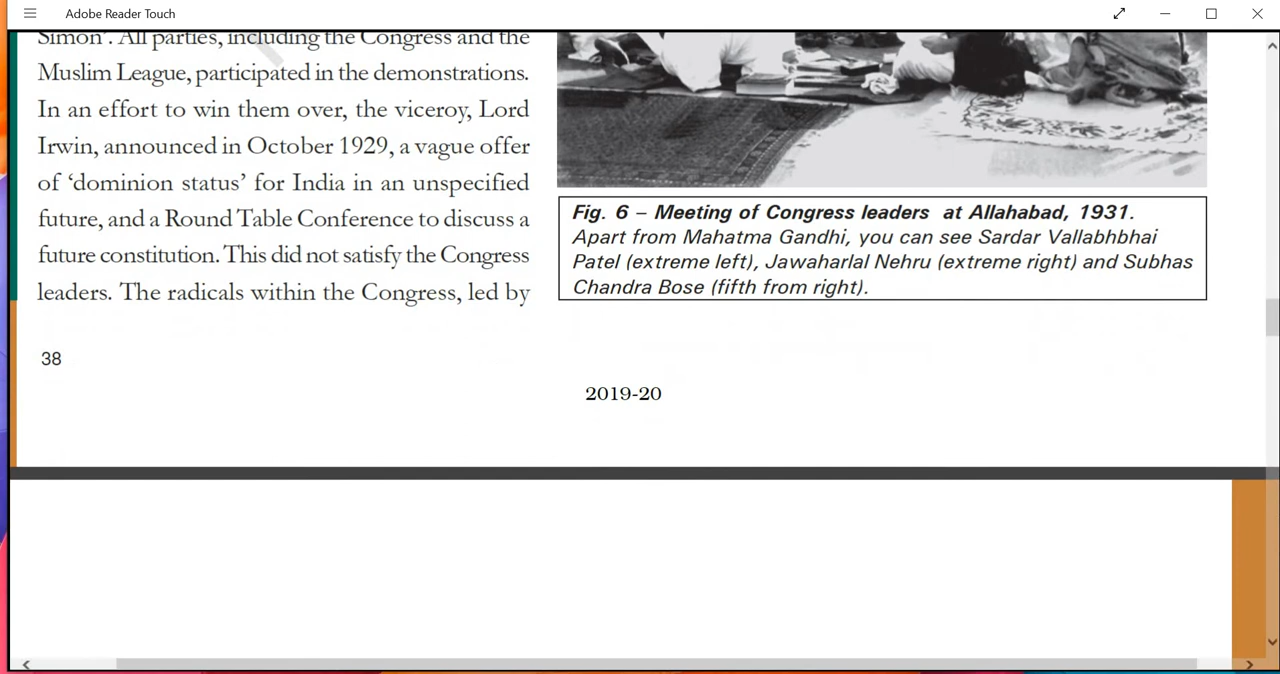 Adobe Reader Touch
Simon'. All parties, including the Congress and the
Muslim League, participated in the demonstrations.
In an effort to win them over, the viceroy, Lord
Irwin, announced in October 1929, a vague offer
of ‘dominion status’ for India in an unspecified
future, and a Round Table Conference to discuss a
future constitution. This did not satisfy the Congress
leaders. The radicals within the Congress, led by
Fig. 6 – Meeting of Congress leaders at Allahabad, 1931.
Apart from Mahatma Gandhi, you can see Sardar Vallabhbhai
Patel (extreme left), Jawaharlal Nehru (extreme right) and Subhas
Chandra Bose (fifth from right).
38
2019-20